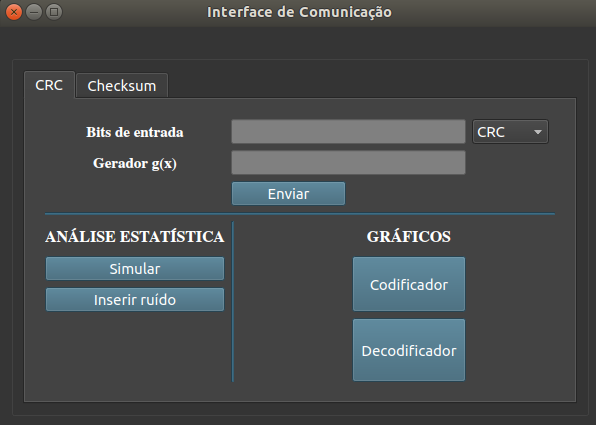 Interface de Comunicação
CRC
Checksum
Bits de entrada
CRC
Gerador g(x)
Enviar
ANÁLISE ESTATÍSTICA
Simular
Inserir ruído
GRÁFICOS
Codificador
Decodificador